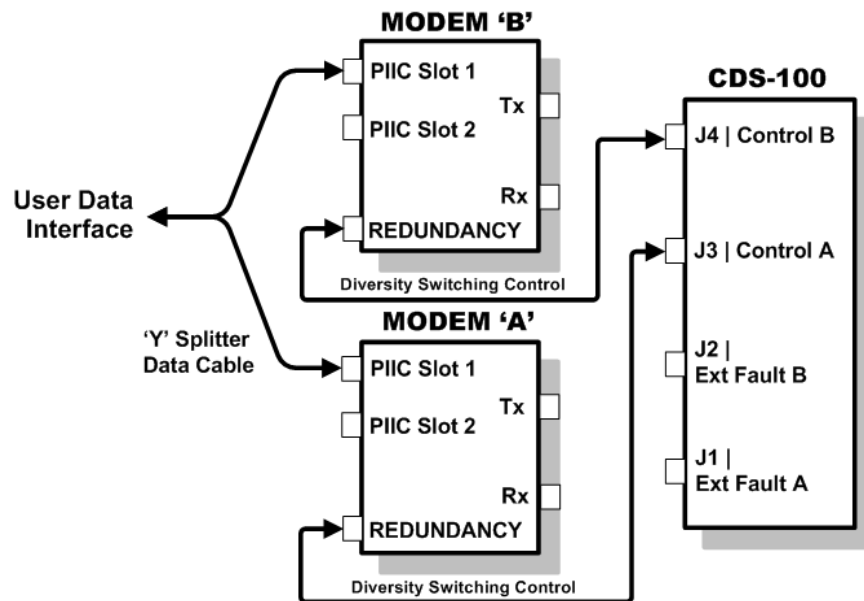 MODEM ‘B’
PIIC Slot 1
Tx
PIIC Slot 2
Rx
REDUNDANCY
Diversity Switching Control
CDS-100
J4 | Control B
J3 | Control A
J2 |
Ext Fault B
J1 |
Ext Fault A
User Data
Interface
‘Y’ Splitter
Data Cable
MODEM ‘A’
PIIC Slot 1
Tx
PIIC Slot 2
Rx
REDUNDANCY
Diversity Switching Control